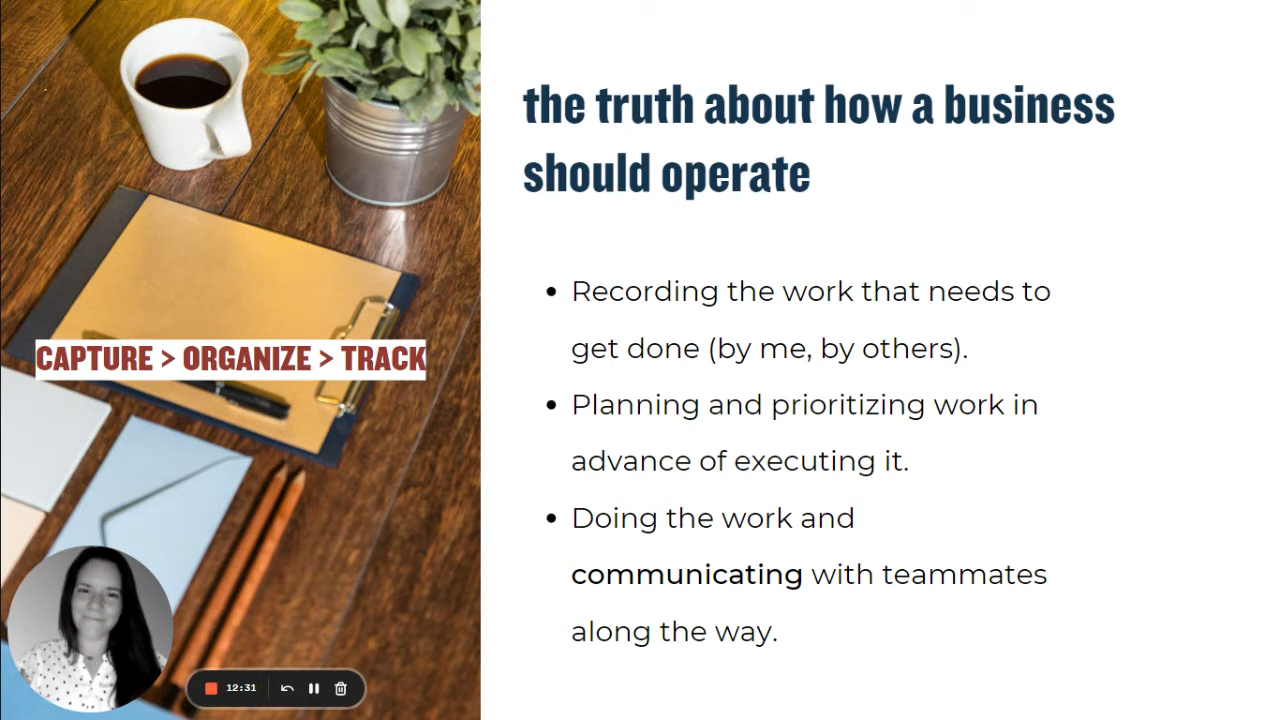 the truth about how a business
should operate
CAPTURE > ORGANIZE > TRACK
• Recording the work that needs to
get done (by me, by others).
• Planning and prioritizing work in
advance of executing it.
• Doing the work and
communicating with teammates
along the way.
12:31